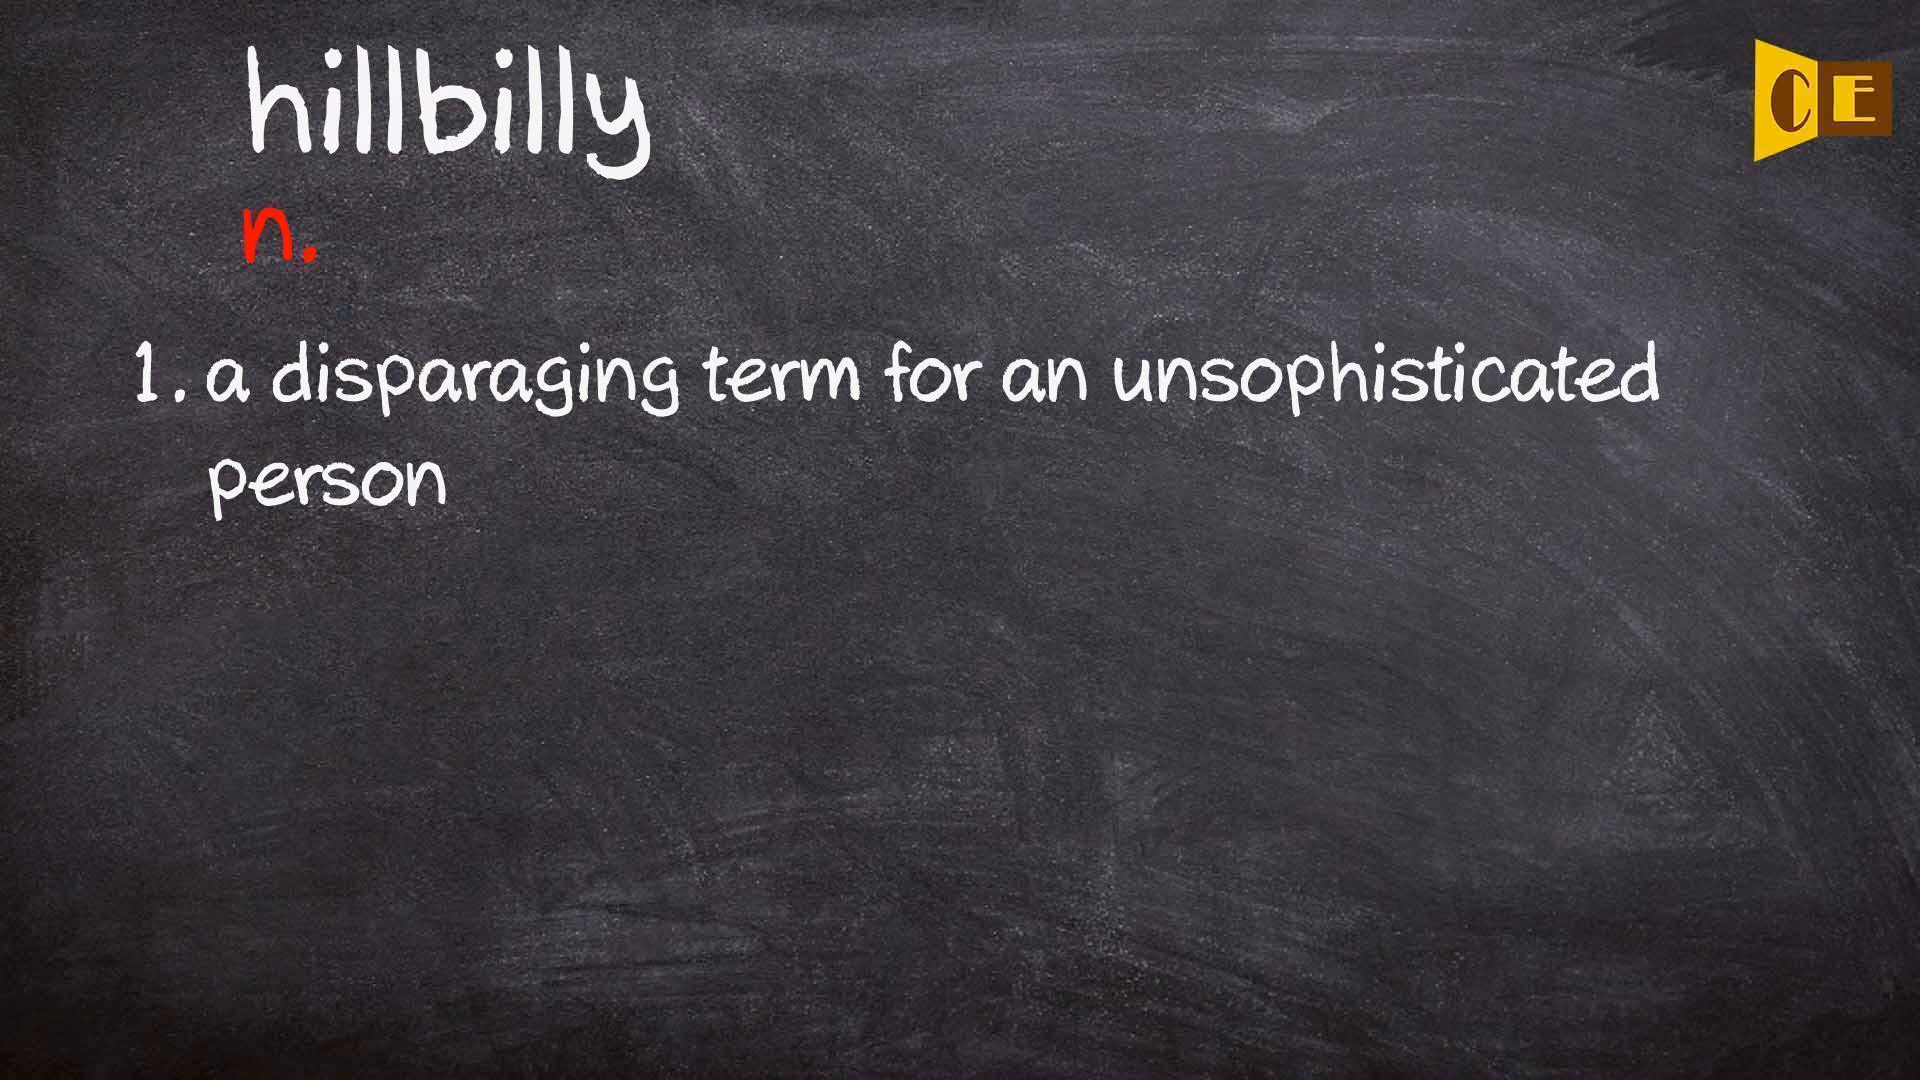 hillbilly
CE
n.
1. a disparaging term for an unsophisticated
person